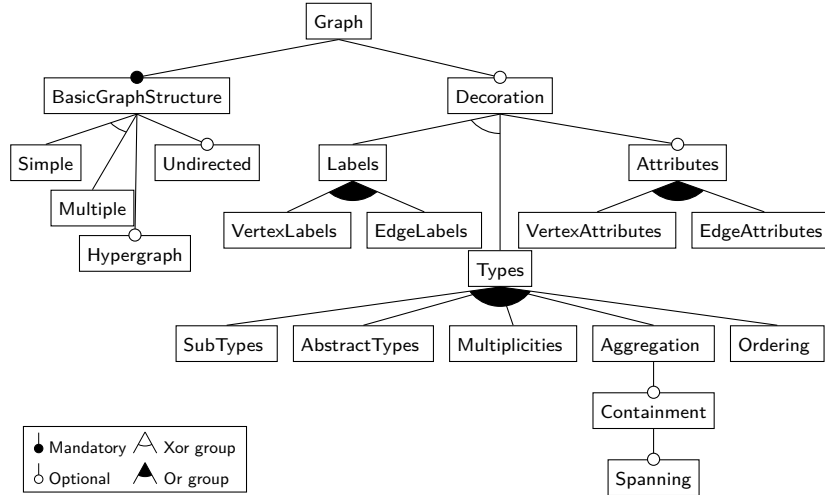 Graph
BasicGraphStructure
Decoration
Simple
Undirected
Labels
Attributes
Multiple
VertexLabels
EdgeLabels
VertexAttributes
EdgeAttributes
Hypergraph
Types
SubTypes
AbstractTypes
Multiplicities
Aggregation
Ordering
Containment
Mandatory
Xor group
Optional
Or group
Spanning